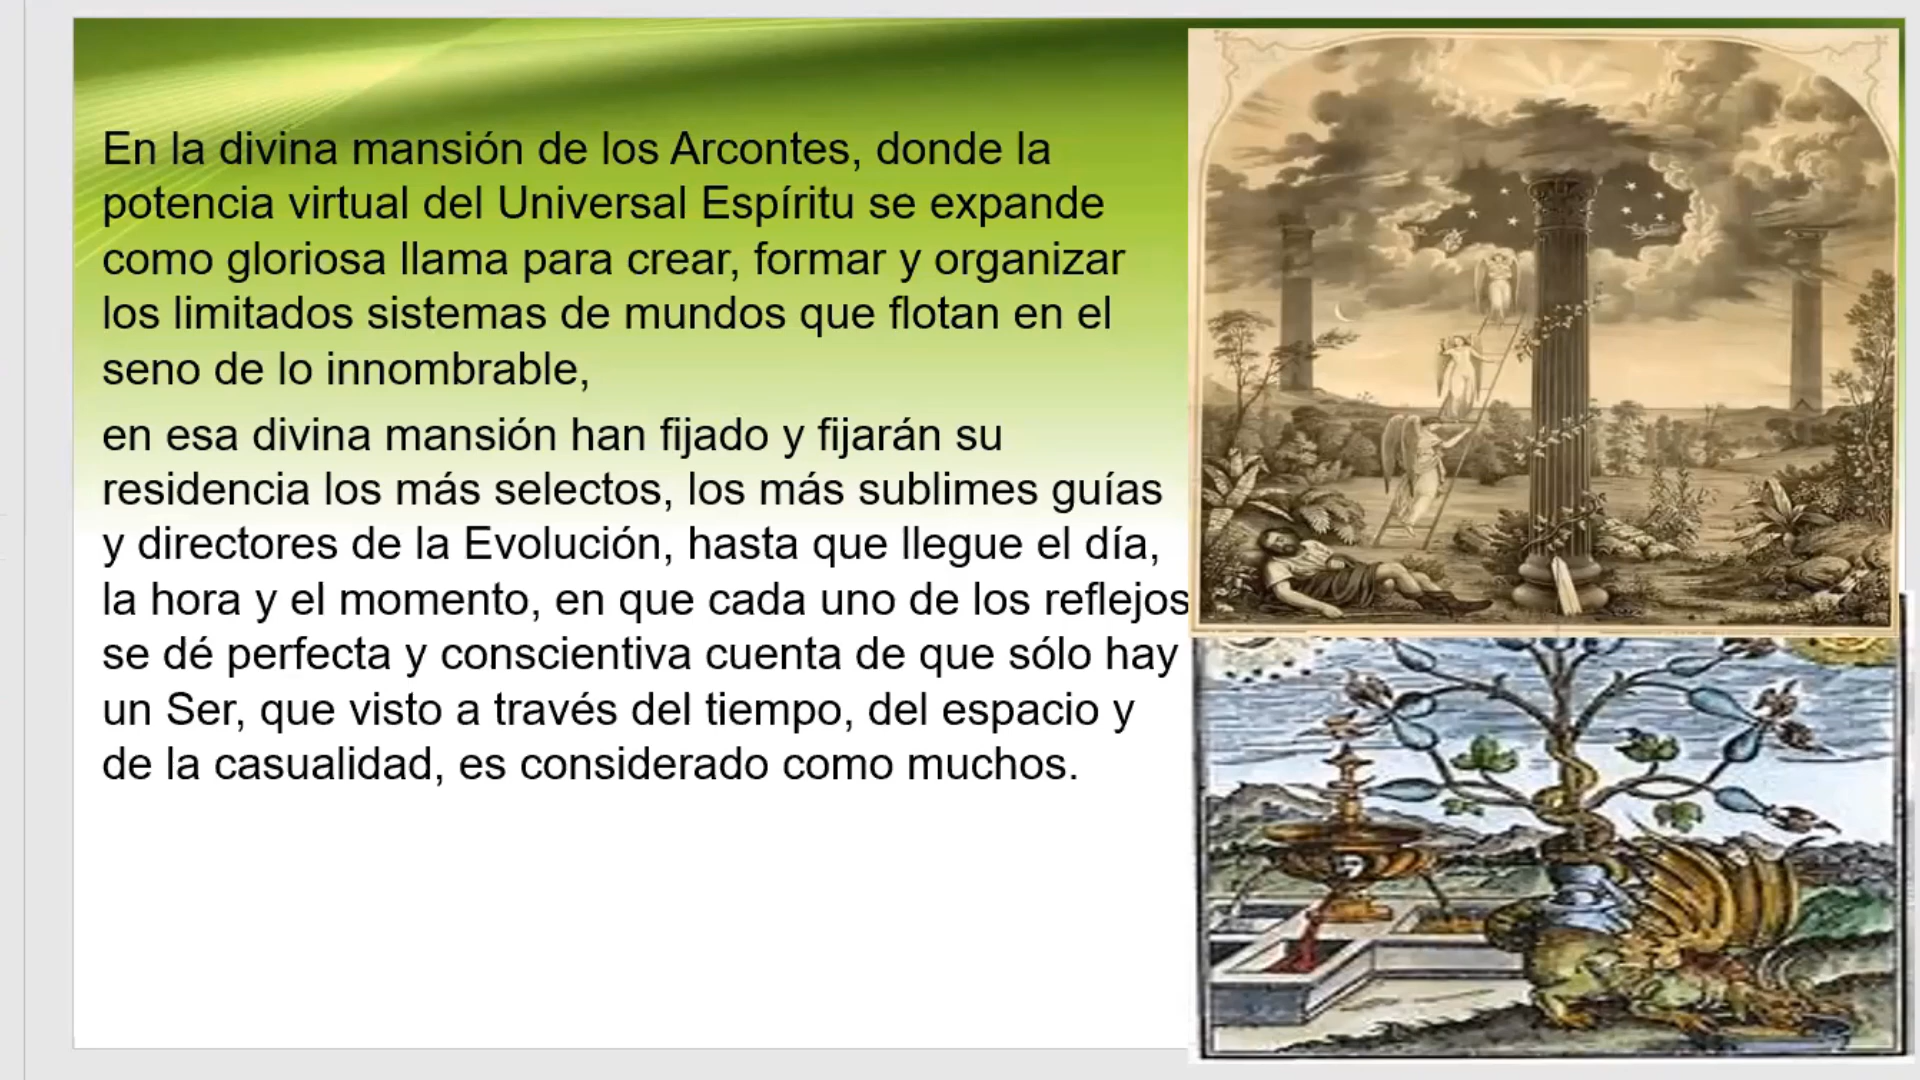 En la divina mansión de los Arcontes, donde la
potencia virtual del Universal Espíritu se expande
como gloriosa llama para crear, formar y organizar
los limitados sistemas de mundos que flotan en el
seno de lo innombrable,
en esa divina mansión han fijado y fijarán su
residencia los más selectos, los más sublimes guías
y directores de la Evolución, hasta que llegue el día,
la hora y el momento, en que cada uno de los reflejos
se dé perfecta y conscientiva cuenta de que sólo hay
un Ser, que visto a través del tiempo, del espacio y
de la casualidad, es considerado como muchos.